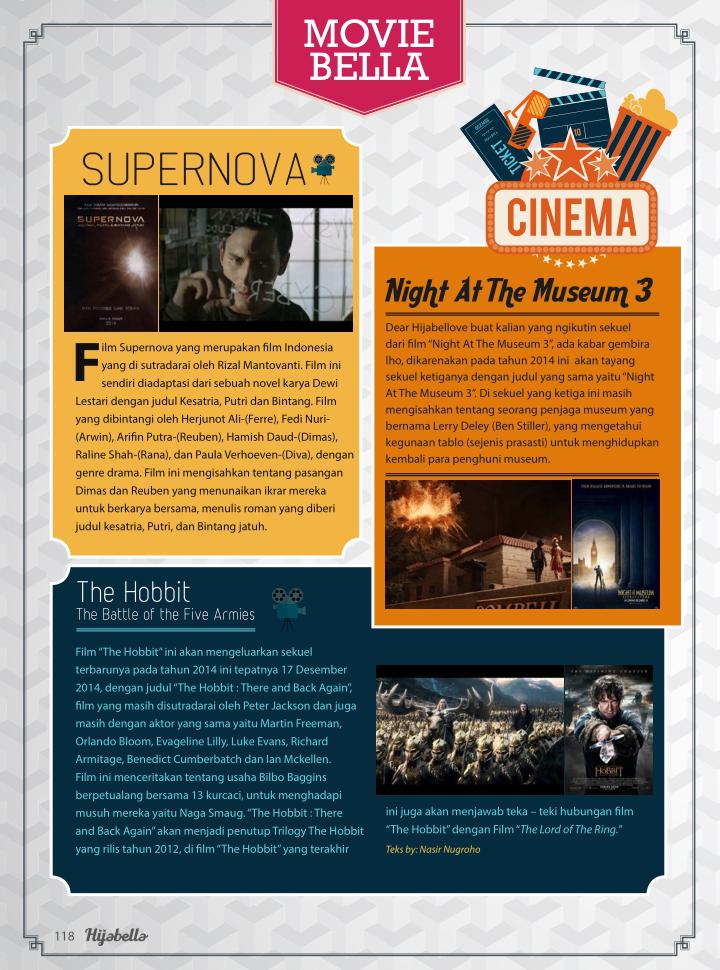 MOVIE
BELLA
TICKET
10
CINEMA
SUPERNOVA
SUPERNOVA
2014
Film Supernova yang merupakan film Indonesia
yang di sutradarai oleh Rizal Mantovanti. Film ini
sendiri diadaptasi dari sebuah novel karya Dewi
Lestari dengan judul Kesatria, Putri dan Bintang. Film
yang dibintangi oleh Herjunot Ali-(Ferre), Fedi Nuri-
(Arwin), Arifin Putra-(Reuben), Hamish Daud-(Dimas),
Raline Shah-(Rana), dan Paula Verhoeven-(Diva), dengan
genre drama. Film ini mengisahkan tentang pasangan
Dimas dan Reuben yang menunaikan ikrar mereka
untuk berkarya bersama, menulis roman yang diberi
judul kesatria, Putri, dan Bintang jatuh.
Night At The Museum 3
Dear Hijabellove buat kalian yang ngikutin sekuel
dari film “Night At The Museum 3”, ada kabar gembira
lho, dikarenakan pada tahun 2014 ini akan tayang
sekuel ketiganya dengan judul yang sama yaitu “Night
At The Museum 3”. Di sekuel yang ketiga ini masih
mengisahkan tentang seorang penjaga museum yang
bernama Lerry Deley (Ben Stiller), yang mengetahui
kegunaan tablo (sejenis prasasti) untuk menghidupkan
kembali para penghuni museum.
POMPEII
NIGHT AT THE MUSEUM
The Hobbit
The Battle of the Five Armies
Film “The Hobbit” ini akan mengeluarkan sekuel
terbarunya pada tahun 2014 ini tepatnya 17 Desember
2014, dengan judul “The Hobbit : There and Back Again”,
film yang masih disutradarai oleh Peter Jackson dan juga
masih dengan aktor yang sama yaitu Martin Freeman,
Orlando Bloom, Evageline Lilly, Luke Evans, Richard
Armitage, Benedict Cumberbatch dan Ian Mckellen.
Film ini menceritakan tentang usaha Bilbo Baggins
berpetualang bersama 13 kurcaci, untuk menghadapi
musuh mereka yaitu Naga Smaug. “The Hobbit : There
and Back Again” akan menjadi penutup Trilogy The Hobbit
yang rilis tahun 2012, di film “The Hobbit” yang terakhir
THE DEFINING CHAPTER
THE HOBBIT
ini juga akan menjawab teka – teki hubungan film
“The Hobbit” dengan Film “The Lord of The Ring.”
Teks by: Nasir Nugroho
118 Hijabella